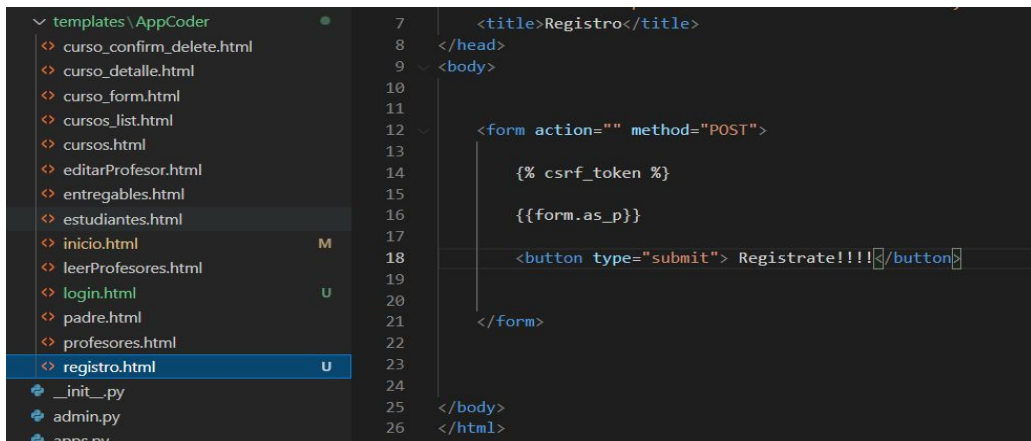 templates\AppCoder
curso_confirm_delete.html
curso_detalle.html
curso_form.html
cursos_list.html
cursos.html
editarProfesor.html
entregables.html
estudiantes.html
inicio.html M
leerProfesores.html
login.html U
padre.html
profesores.html
registro.html U
__init__.py
admin.py
apps.py
7 <title>Registro</title>
8 </head>
9 <body>
10
11
12 <form action="" method="POST">
13
14 {% csrf_token %}
15
16 {{form.as_p}}
17
18 <button type="submit"> Registrate!!!!</button>
19
20
21 </form>
22
23
24
25 </body>
26 </html>